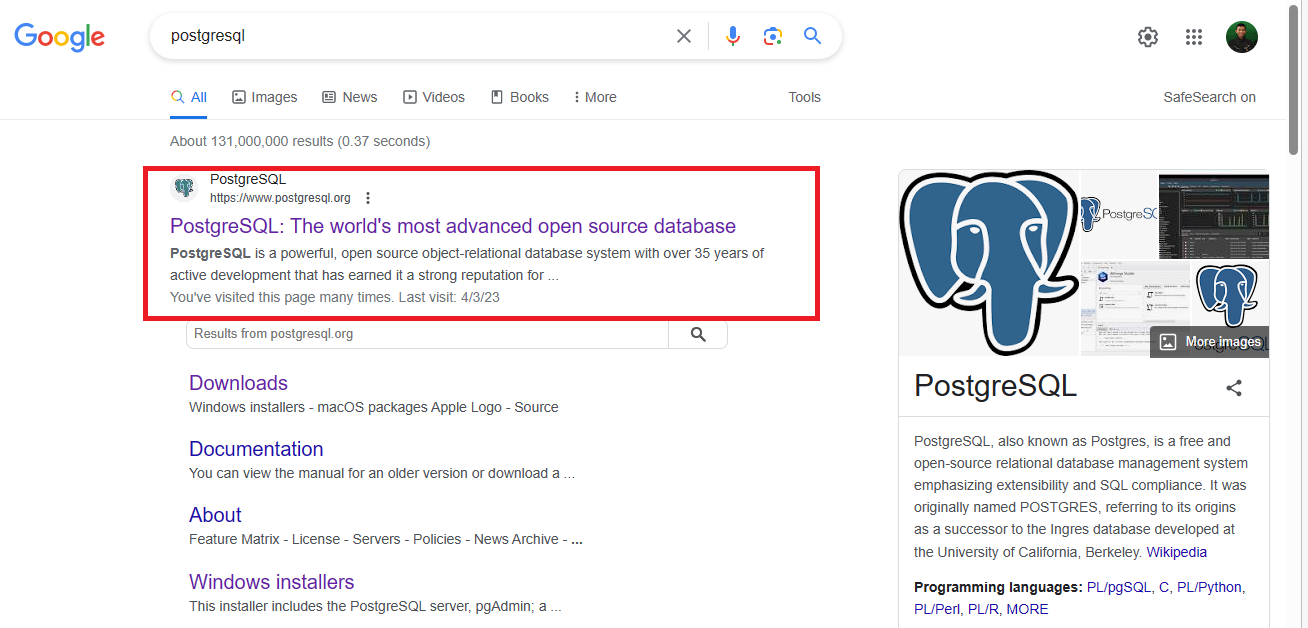 Google
postgresql
All Images News Videos Books More Tools SafeSearch on
About 131,000,000 results (0.37 seconds)
PostgreSQL
https://www.postgresql.org
PostgreSQL: The world's most advanced open source database
PostgreSQL is a powerful, open source object-relational database system with over 35 years of
active development that has earned it a strong reputation for ...
You've visited this page many times. Last visit: 4/3/23
Results from postgresql.org
Downloads
Windows installers - macOS packages Apple Logo - Source
Documentation
You can view the manual for an older version or download a ...
About
Feature Matrix - License - Servers - Policies - News Archive - ...
Windows installers
This installer includes the PostgreSQL server, pgAdmin; a ...
More images
PostgreSQL
PostgreSQL, also known as Postgres, is a free and
open-source relational database management system
emphasizing extensibility and SQL compliance. It was
originally named POSTGRES, referring to its origins
as a successor to the Ingres database developed at
the University of California, Berkeley. Wikipedia
Programming languages: PL/pgSQL, C, PL/Python,
PL/Perl, PL/R, MORE